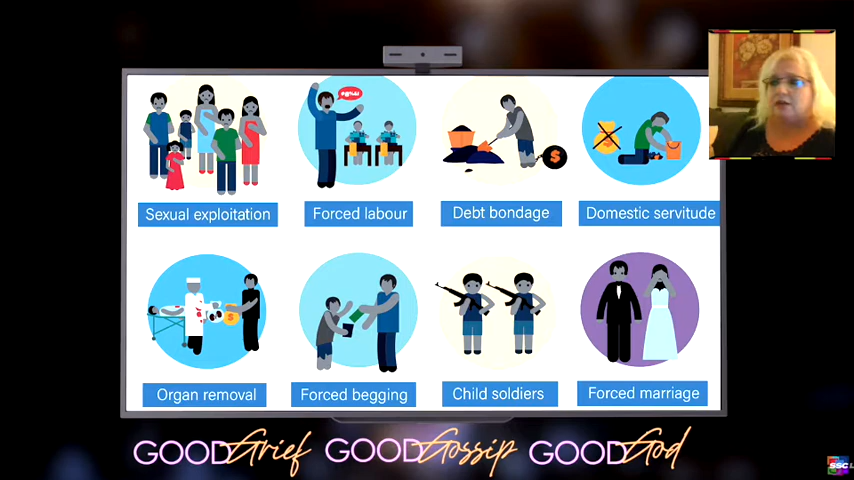 #@%&!
Sexual exploitation
Forced labour
Debt bondage
Domestic servitude
$
Organ removal
Forced begging
Child soldiers
Forced marriage
GOOD Grief GOOD Gossip GOOD God
SSC L